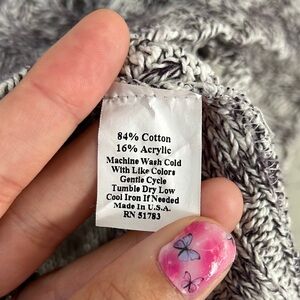 84% Cotton
16% Acrylic
Machine Wash Cold
With Like Colors
Gentle Cycle
Tumble Dry Low
Cool Iron If Needed
Made In U.S.A.
RN 51783